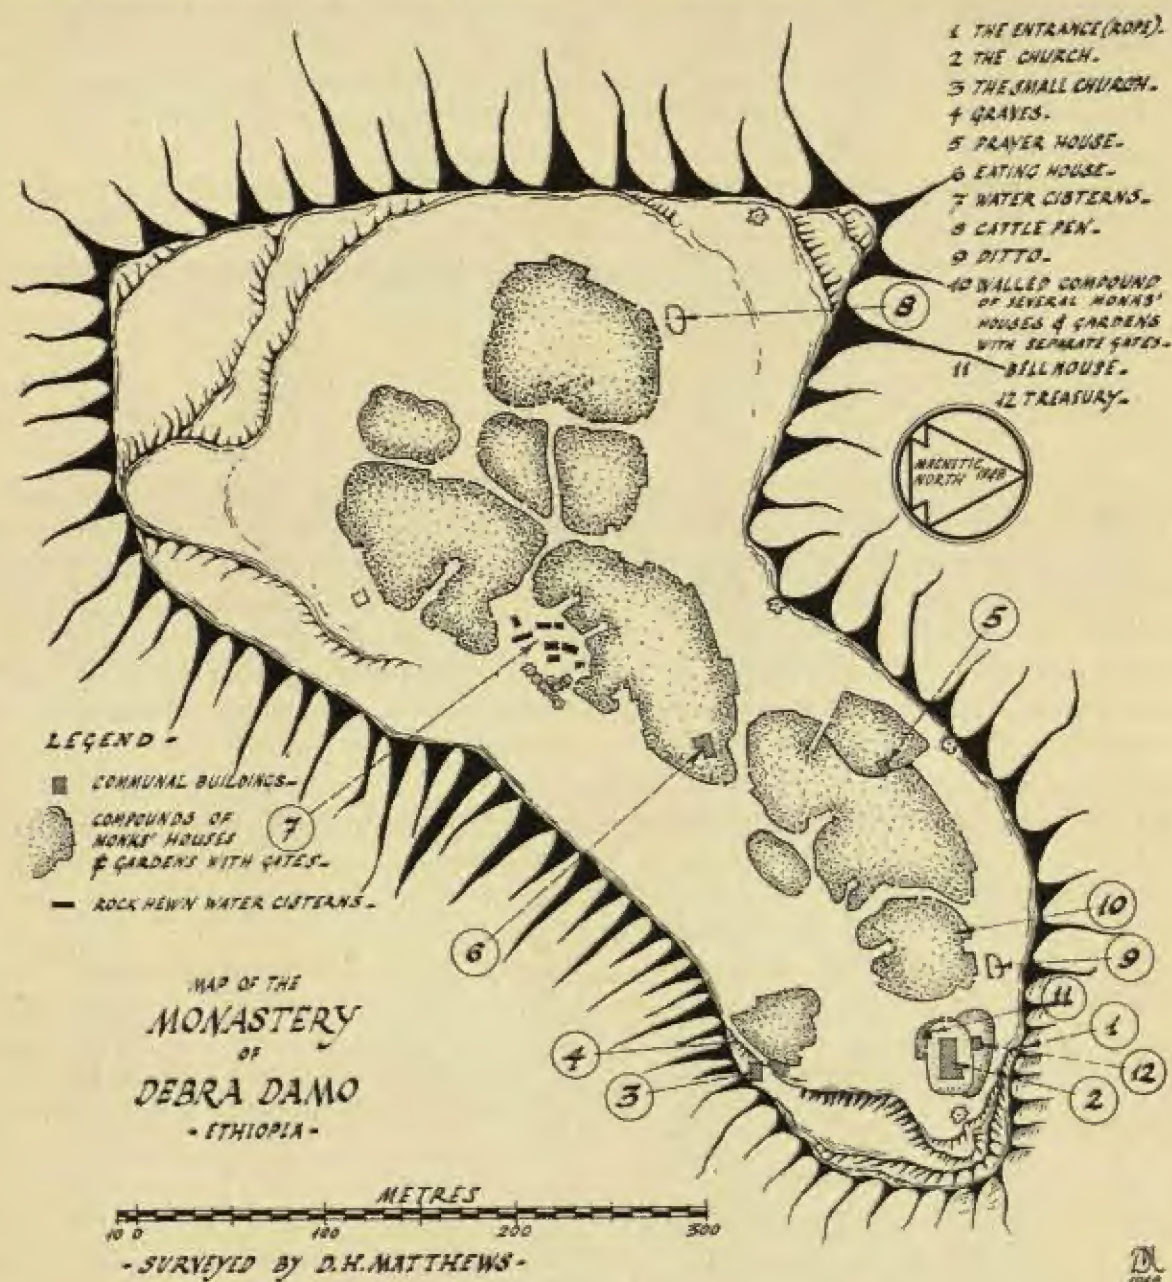 1 THE ENTRANCE (ROPE).
2 THE CHURCH.
3 THE SMALL CHURCH.
4 GRAVES.
5 PRAYER HOUSE.
6 EATING HOUSE.
7 WATER CISTERNS.
8 CATTLE PEN.
9 DITTO.
10 WALLED COMPOUND
OF SEVERAL MONKS'
HOUSES & GARDENS
WITH SEPARATE GATES.
11 BELL HOUSE.
12 TREASURY.
8
MAGNETIC
NORTH 1948
5
LEGEND -
COMMUNAL BUILDINGS.
COMPOUNDS OF
MONKS' HOUSES
& GARDENS WITH GATES.
ROCK HEWN WATER CISTERNS.
7
10
6
9
11
1
4
12
3
2
MAP OF THE
MONASTERY
OF
DEBRA DAMO
- ETHIOPIA -
METRES
10 0 100 200 300
- SURVEYED BY D.H. MATTHEWS -